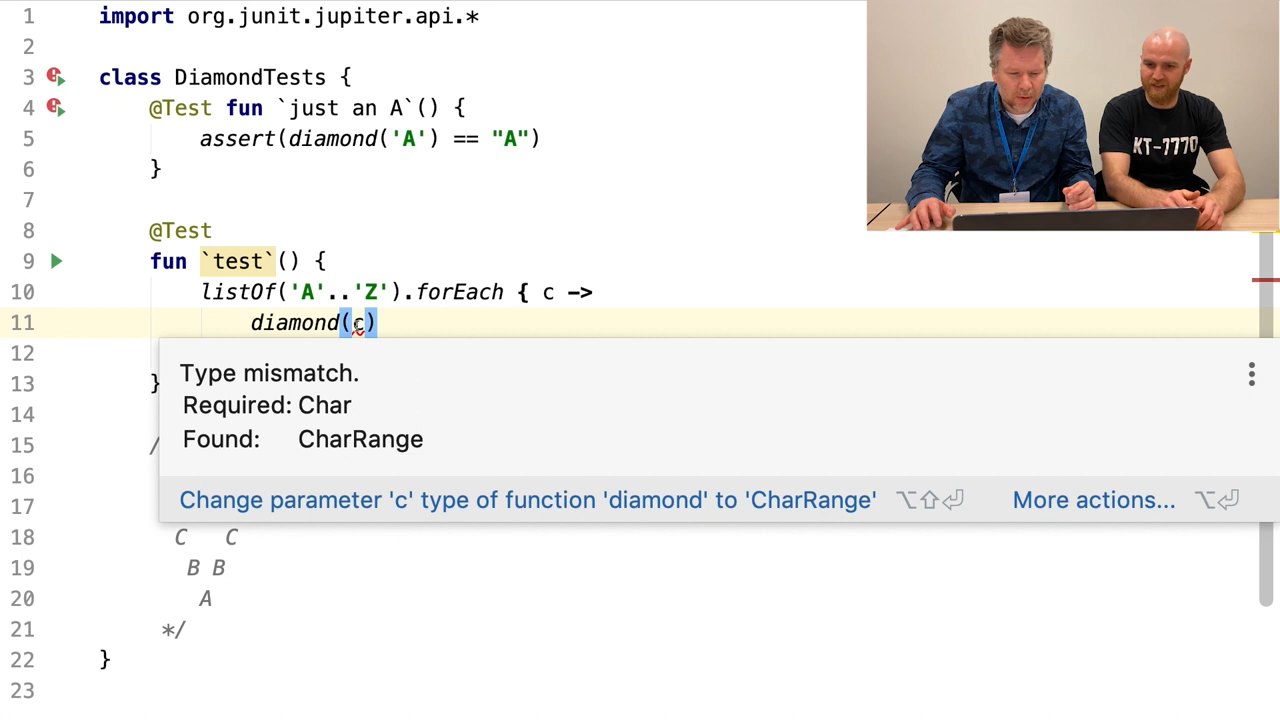 1 import org.junit.jupiter.api.*
2
3 class DiamondTests {
4 @Test fun `just an A`() {
5 assert(diamond('A') == "A")
6 }
7
8 @Test
9 fun `test`() {
10 listOf('A'..'Z').forEach { c ->
11 diamond(c)
12
13 }
14
15 /
16
17
18 C C
19 B B
20 A
21 */
22 }
23
Type mismatch.
Required: Char
Found: CharRange
Change parameter 'c' type of function 'diamond' to 'CharRange' ⌥⇧⏎ More actions... ⌥⏎
KT-7770